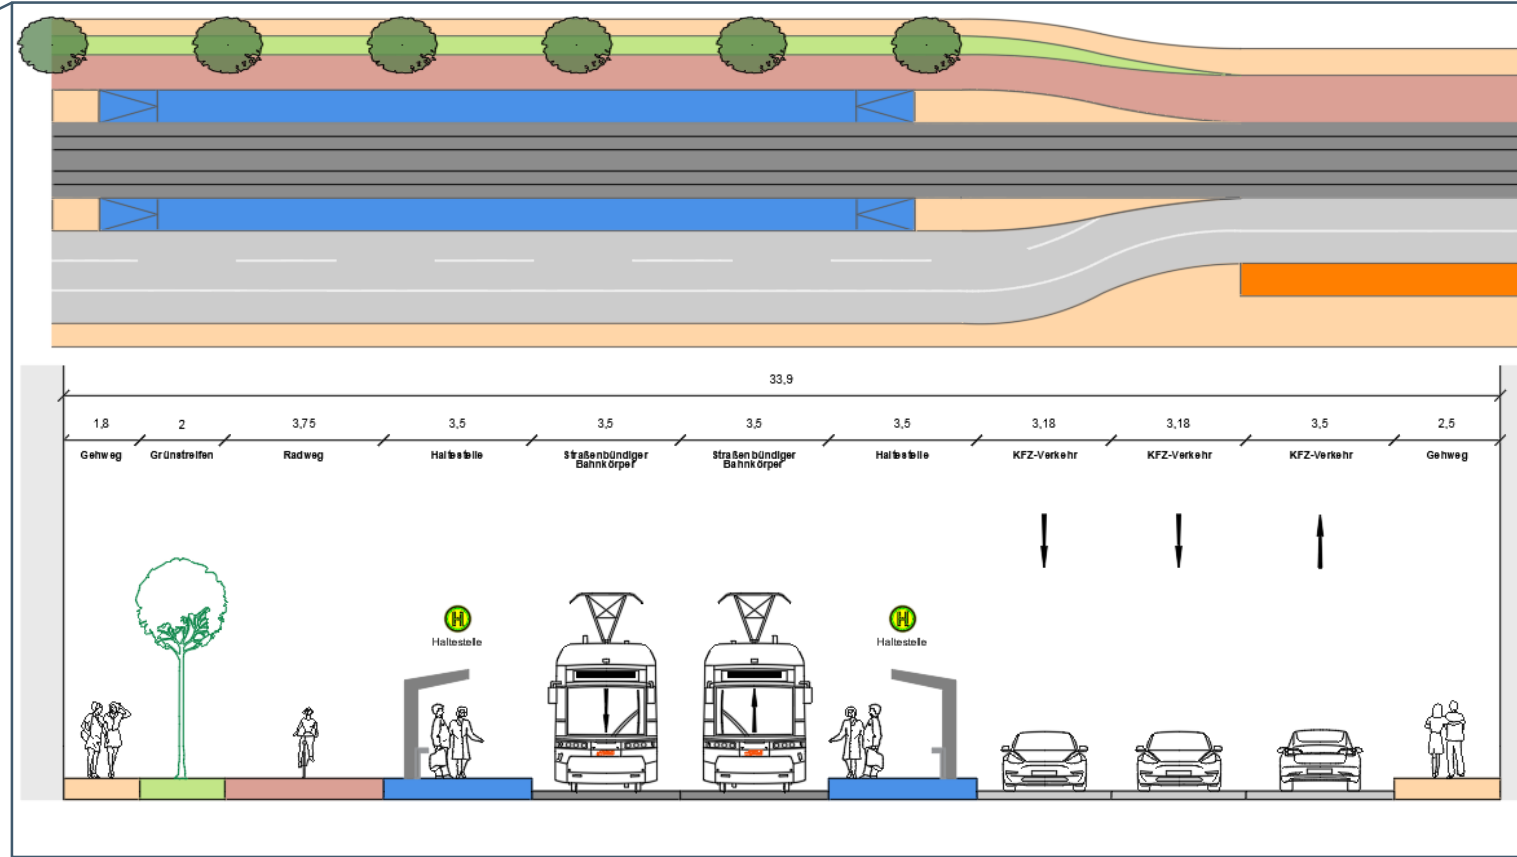 33,9
1,8 2 3,75 3,5 3,5 3,5 3,5 3,18 3,18 3,5 2,5
Gehweg Grünstreifen Radweg Haltestelle Straßenbündiger Straßenbündiger Haltestelle KFZ-Verkehr KFZ-Verkehr KFZ-Verkehr Gehweg
Bahnkörper Bahnkörper
H H
Haltestelle Haltestelle